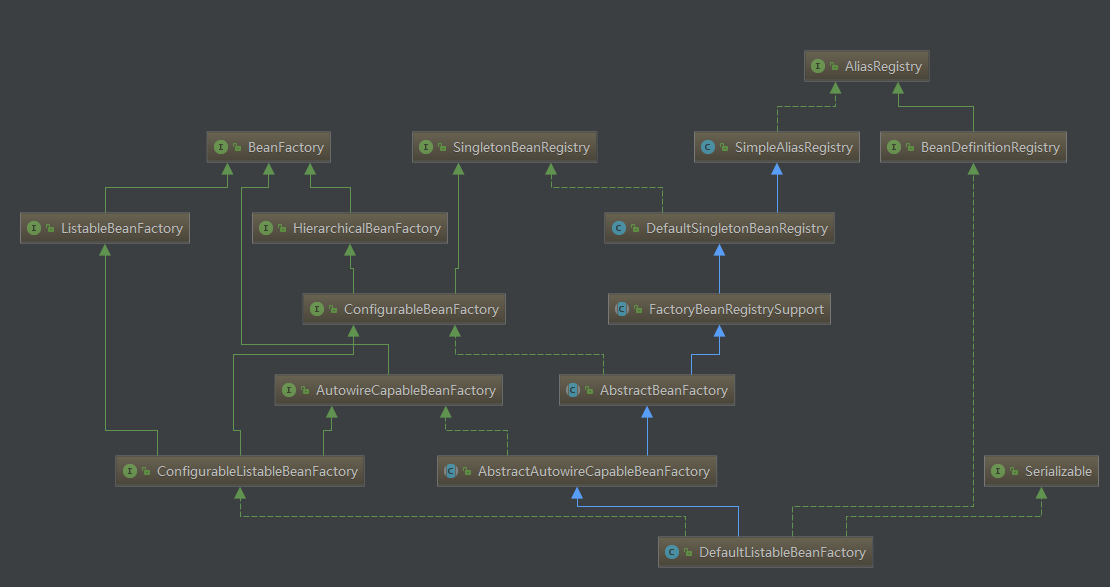 I AliasRegistry
I BeanFactory
I SingletonBeanRegistry
C SimpleAliasRegistry
I BeanDefinitionRegistry
I ListableBeanFactory
I HierarchicalBeanFactory
C DefaultSingletonBeanRegistry
I ConfigurableBeanFactory
C FactoryBeanRegistrySupport
I AutowireCapableBeanFactory
C AbstractBeanFactory
I ConfigurableListableBeanFactory
C AbstractAutowireCapableBeanFactory
I Serializable
C DefaultListableBeanFactory